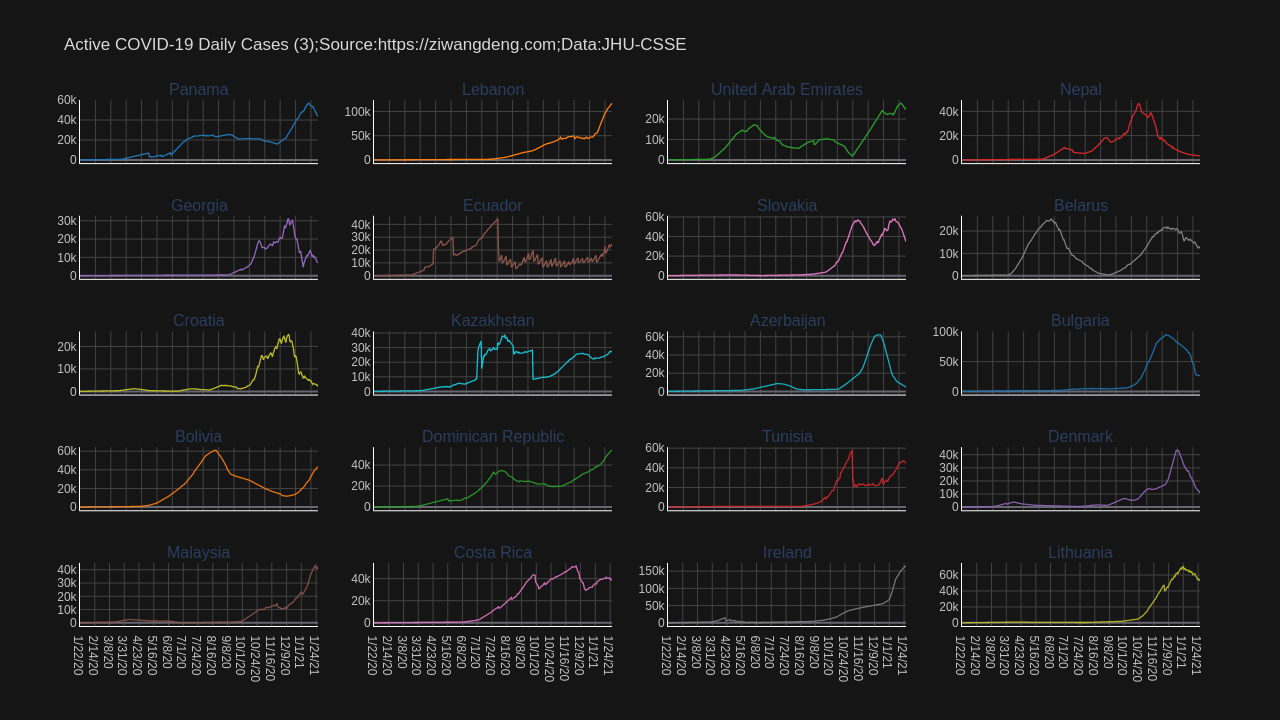 Active COVID-19 Daily Cases (3);Source:https://ziwangdeng.com;Data:JHU-CSSE
Panama
Lebanon
United Arab Emirates
Nepal
60k
40k
20k
0
100k
50k
0
20k
10k
0
40k
20k
0
Georgia
Ecuador
Slovakia
Belarus
30k
20k
10k
0
40k
30k
20k
10k
0
60k
40k
20k
0
20k
10k
0
Croatia
Kazakhstan
Azerbaijan
Bulgaria
20k
10k
0
40k
30k
20k
10k
0
60k
40k
20k
0
100k
50k
0
Bolivia
Dominican Republic
Tunisia
Denmark
60k
40k
20k
0
40k
20k
0
60k
40k
20k
0
40k
30k
20k
10k
0
Malaysia
Costa Rica
Ireland
Lithuania
40k
30k
20k
10k
0
40k
20k
0
150k
100k
50k
0
60k
40k
20k
0
1/22/20 2/14/20 3/8/20 3/31/20 4/23/20 5/16/20 6/8/20 7/1/20 7/24/20 8/16/20 9/8/20 10/1/20 10/24/20 11/16/20 12/9/20 1/1/21 1/24/21
1/22/20 2/14/20 3/8/20 3/31/20 4/23/20 5/16/20 6/8/20 7/1/20 7/24/20 8/16/20 9/8/20 10/1/20 10/24/20 11/16/20 12/9/20 1/1/21 1/24/21
1/22/20 2/14/20 3/8/20 3/31/20 4/23/20 5/16/20 6/8/20 7/1/20 7/24/20 8/16/20 9/8/20 10/1/20 10/24/20 11/16/20 12/9/20 1/1/21 1/24/21
1/22/20 2/14/20 3/8/20 3/31/20 4/23/20 5/16/20 6/8/20 7/1/20 7/24/20 8/16/20 9/8/20 10/1/20 10/24/20 11/16/20 12/9/20 1/1/21 1/24/21